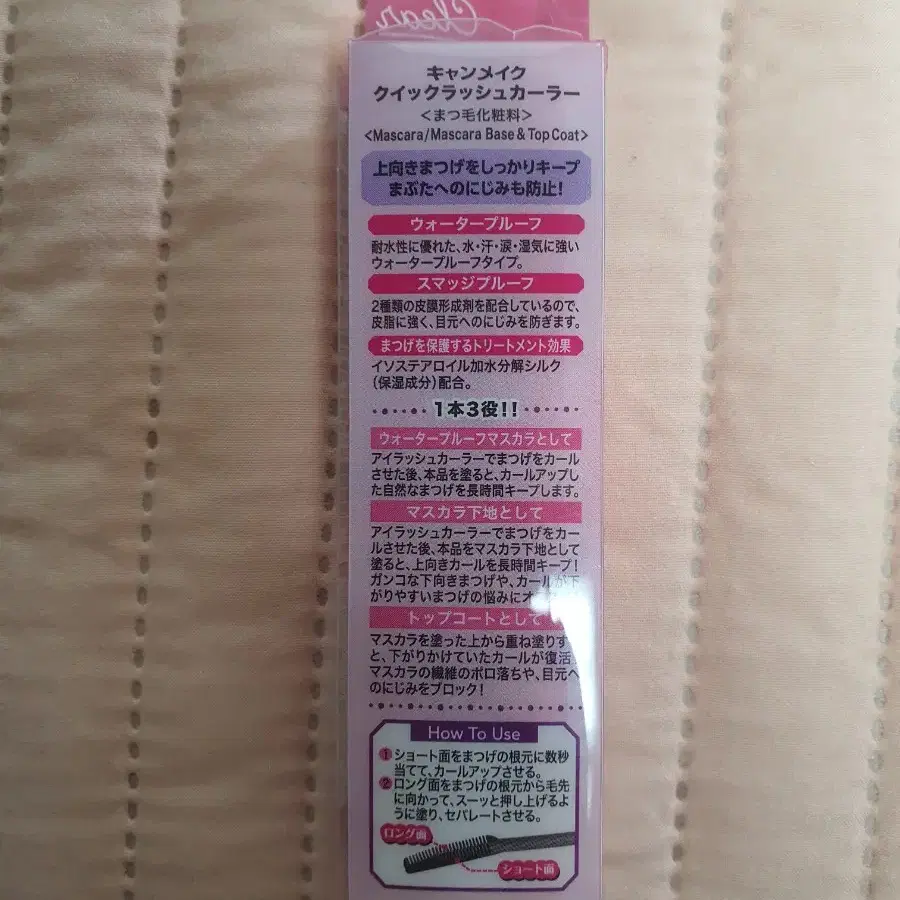 Clear
キャンメイク
クイックラッシュカーラー
<まつ毛化粧料>
<Mascara/Mascara Base & Top Coat>
上向きまつげをしっかりキープ
まぶたへのにじみも防止!
ウォータープルーフ
耐水性に優れた、水・汗・涙・湿気に強い
ウォータープルーフタイプ。
スマッジプルーフ
2種類の皮膜形成剤を配合しているので、
皮脂に強く、目元へのにじみを防ぎます。
まつげを保護するトリートメント効果
イソステアロイル加水分解シルク
(保湿成分)配合。
1本3役!!
ウォータープルーフマスカラとして
アイラッシュカーラーでまつげをカール
させた後、本品を塗ると、カールアップし
た自然なまつげを長時間キープします。
マスカラ下地として
アイラッシュカーラーでまつげをカー
ルさせた後、本品をマスカラ下地として
塗ると、上向きカールを長時間キープ!
ガンコな下向きまつげや、カールが下
がりやすいまつげの悩みにオ
トップコートとして
マスカラを塗った上から重ね塗りす
と、下がりかけていたカールが復活
マスカラの繊維のポロ落ちや、目元へ
のにじみをブロック!
How To Use
1 ショート面をまつげの根元に数秒
当てて、カールアップさせる。
2 ロング面をまつげの根元から毛先
に向かって、スーッと押し上げるよ
うに塗り、セパレートさせる。
ロング面
ショート面